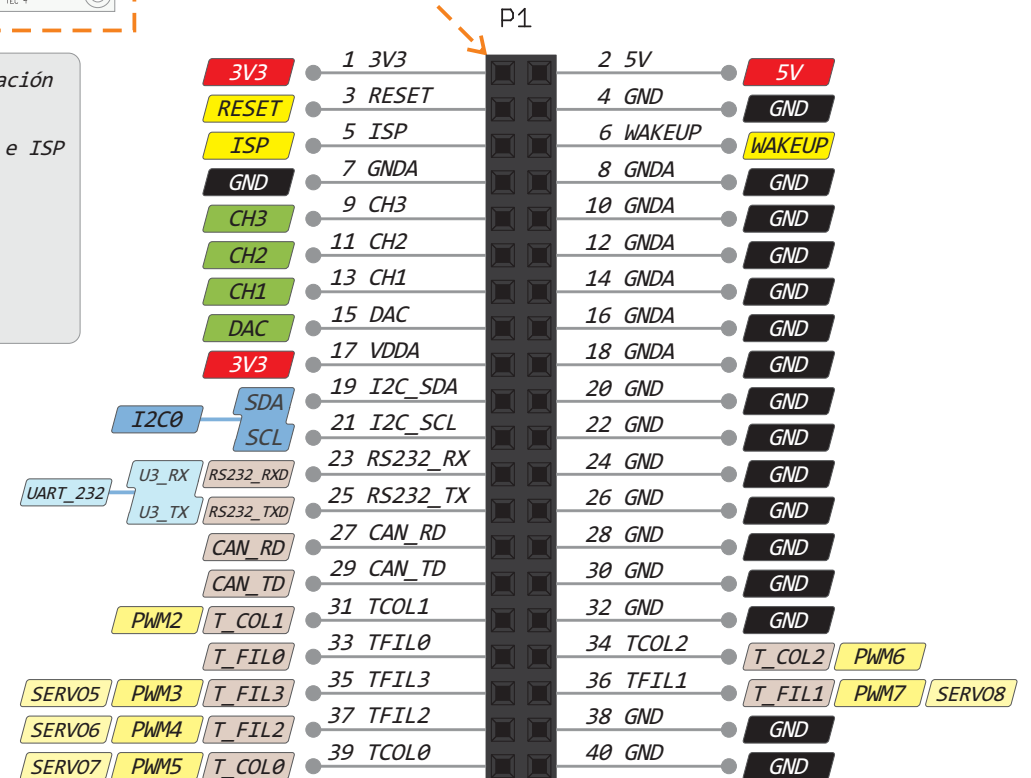 TEC 4
P1
ación
e ISP
3V3 1 3V3 2 5V 5V
RESET 3 RESET 4 GND GND
ISP 5 ISP 6 WAKEUP WAKEUP
GND 7 GNDA 8 GNDA GND
CH3 9 CH3 10 GNDA GND
CH2 11 CH2 12 GNDA GND
CH1 13 CH1 14 GNDA GND
DAC 15 DAC 16 GNDA GND
3V3 17 VDDA 18 GNDA GND
I2C0 SDA 19 I2C_SDA 20 GND GND
SCL 21 I2C_SCL 22 GND GND
UART_232 U3_RX RS232_RXD 23 RS232_RX 24 GND GND
U3_TX RS232_TXD 25 RS232_TX 26 GND GND
CAN_RD 27 CAN_RD 28 GND GND
CAN_TD 29 CAN_TD 30 GND GND
PWM2 T_COL1 31 TCOL1 32 GND GND
T_FIL0 33 TFIL0 34 TCOL2 T_COL2 PWM6
SERVO5 PWM3 T_FIL3 35 TFIL3 36 TFIL1 T_FIL1 PWM7 SERVO8
SERVO6 PWM4 T_FIL2 37 TFIL2 38 GND GND
SERVO7 PWM5 T_COL0 39 TCOL0 40 GND GND